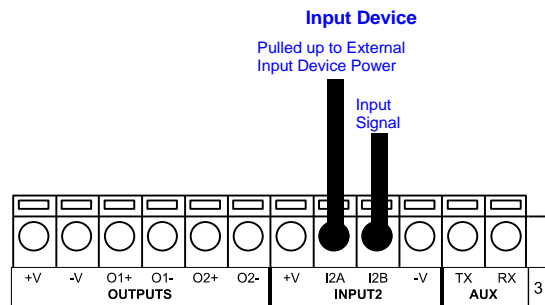 Input Device
Pulled up to External
Input Device Power
Input
Signal
+V -V O1+ O1- O2+ O2- +V I2A I2B -V TX RX
OUTPUTS INPUT2 AUX 3